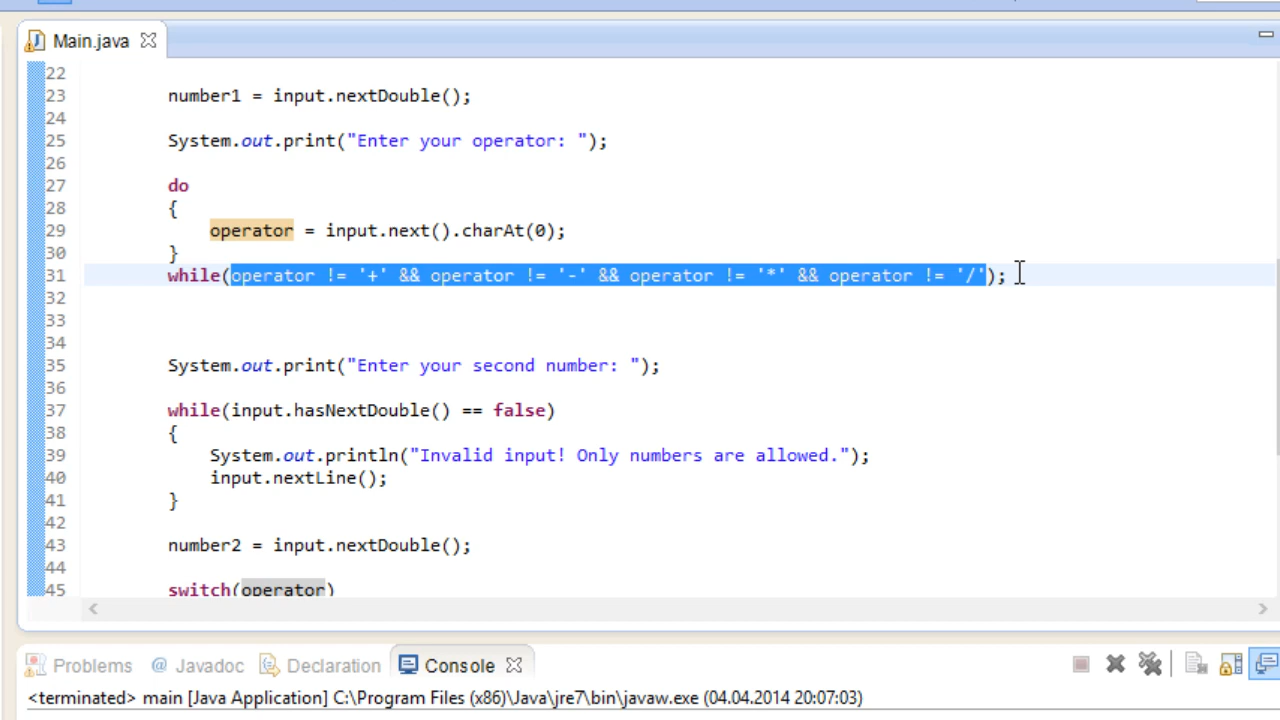 Main.java
22
23 number1 = input.nextDouble();
24
25 System.out.print("Enter your operator: ");
26
27 do
28 {
29 operator = input.next().charAt(0);
30 }
31 while(operator != '+' && operator != '-' && operator != '*' && operator != '/');
32
33
34
35 System.out.print("Enter your second number: ");
36
37 while(input.hasNextDouble() == false)
38 {
39 System.out.println("Invalid input! Only numbers are allowed.");
40 input.nextLine();
41 }
42
43 number2 = input.nextDouble();
44
45 switch(operator)
Problems @ Javadoc Declaration Console
<terminated> main [Java Application] C:\Program Files (x86)\Java\jre7\bin\javaw.exe (04.04.2014 20:07:03)